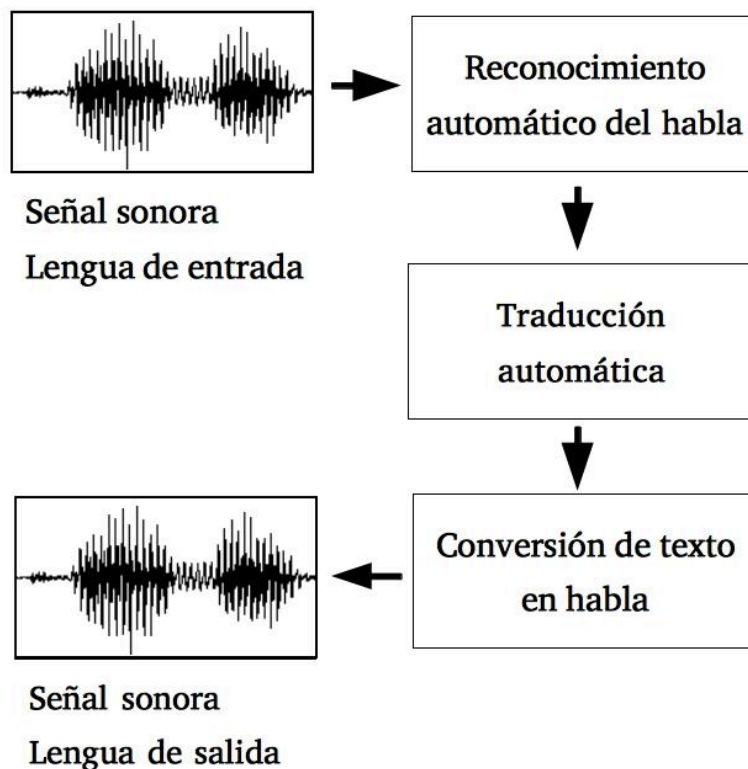 Reconocimiento
automático del habla
Señal sonora
Lengua de entrada
Traducción
automática
Conversión de texto
en habla
Señal sonora
Lengua de salida